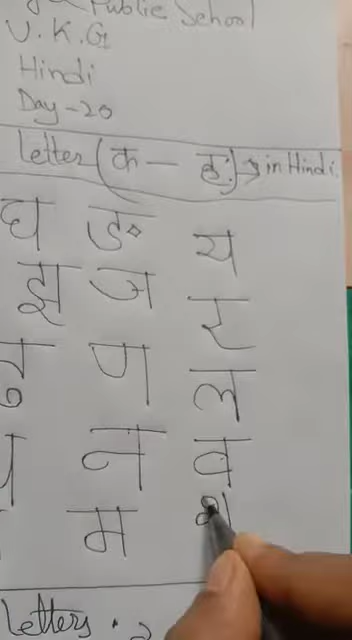 Public School
U.K.G
Hindi
Day-20
Letter (क — ह:) → in Hindi.
घ ङ य
झ ज र
ण ल
न व
म
Letters.